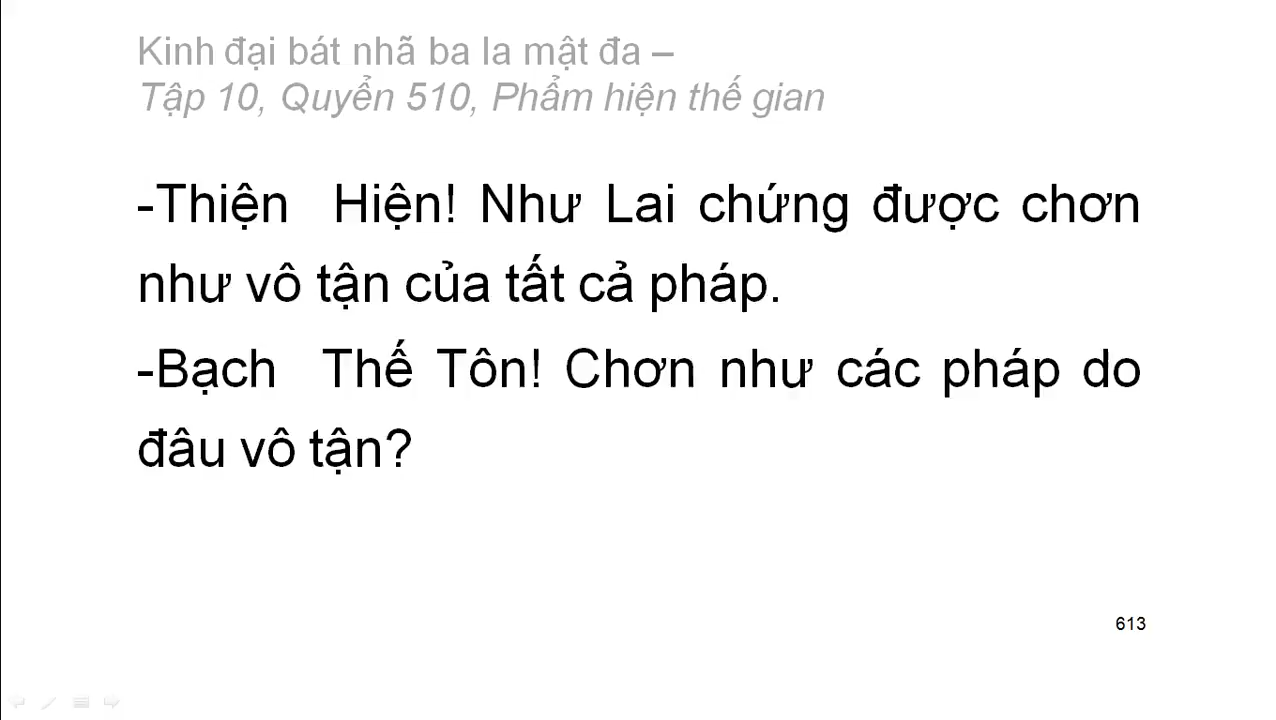 Kinh đại bát nhã ba la mật đa –
Tập 10, Quyển 510, Phẩm hiện thế gian
-Thiện Hiện! Như Lai chứng được chơn
như vô tận của tất cả pháp.
-Bạch Thế Tôn! Chơn như các pháp do
đâu vô tận?
613